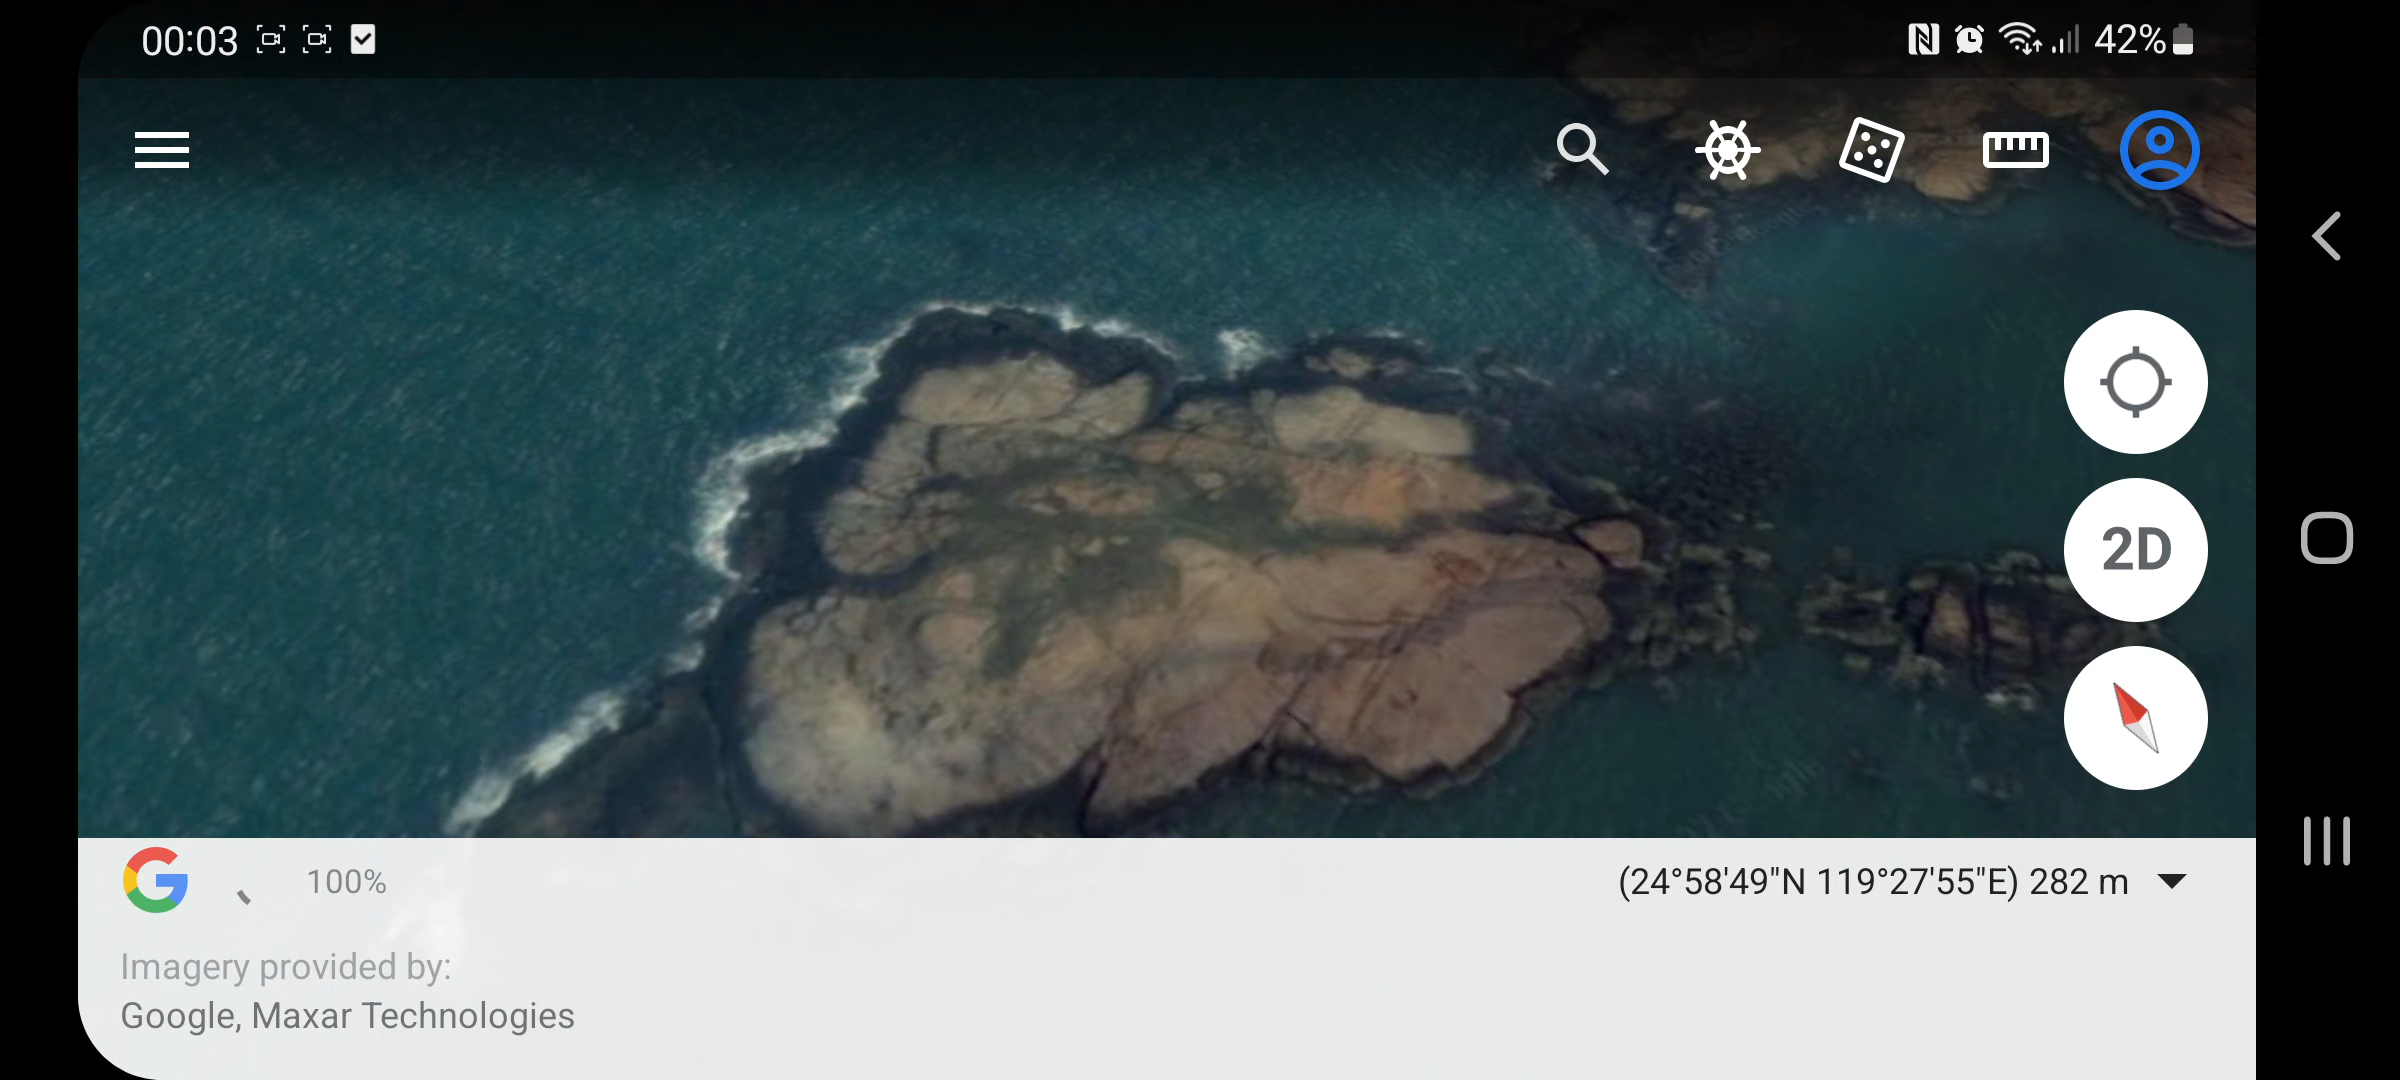 00:03
42%
2D
100%
(24°58'49"N 119°27'55"E) 282 m
Imagery provided by:
Google, Maxar Technologies